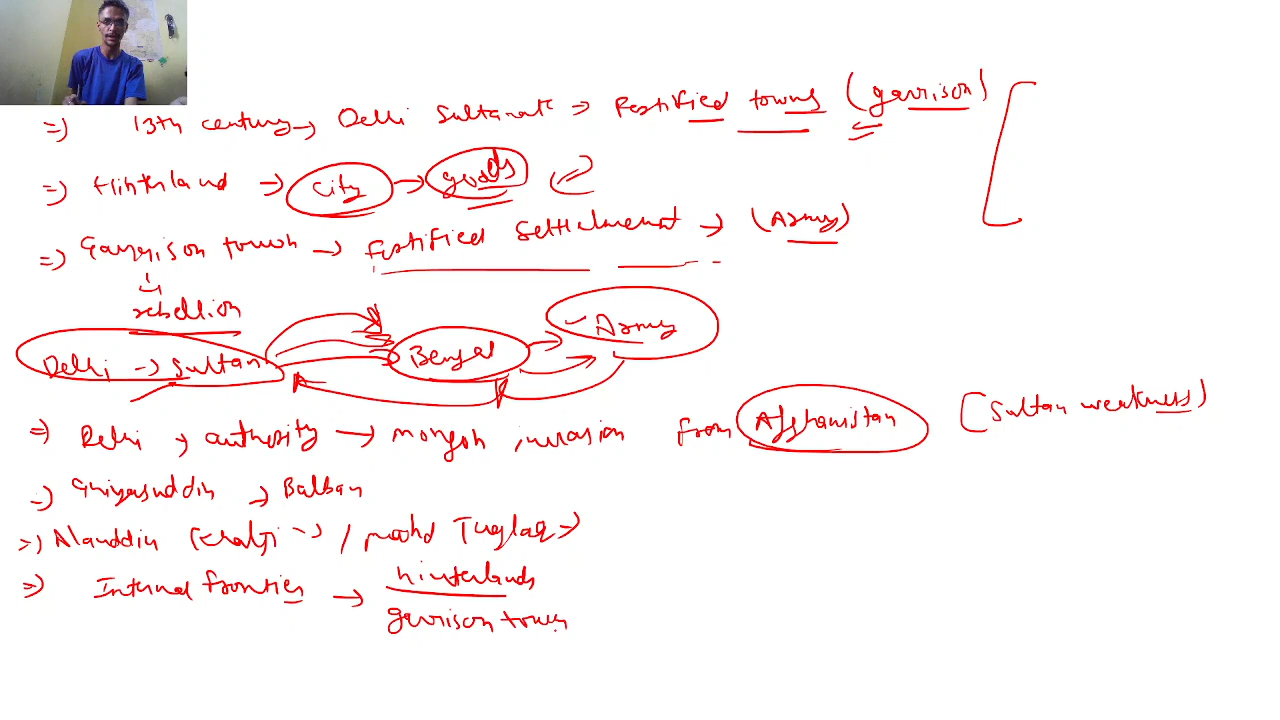 => 13th century → Delhi Sultanate => Fortified towns (garrison)
=> Hinterland → City → goods
=> Garrison town → fortified settlement → (Army)
rebellion
Delhi → Sultan Bengal → Army
=> Delhi, authority → mongol invasion from Afghanistan [Sultan weakness)
=> Ghiyasuddin → Balban
=> Alauddin Khalji / mohd Tuglaq
=> Internal frontier → hinterlands
garrison town